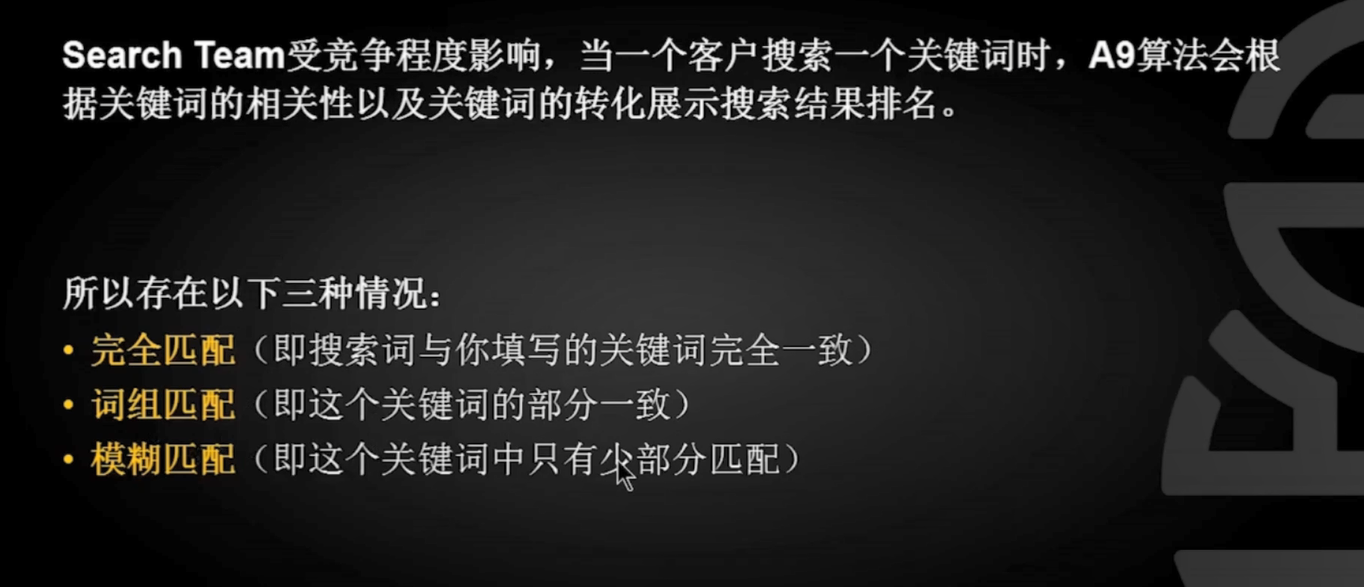 Search Team受竞争程度影响，当一个客户搜索一个关键词时，A9算法会根
据关键词的相关性以及关键词的转化展示搜索结果排名。
所以存在以下三种情况：
• 完全匹配（即搜索词与你填写的关键词完全一致）
• 词组匹配（即这个关键词的部分一致）
• 模糊匹配（即这个关键词中只有少部分匹配）